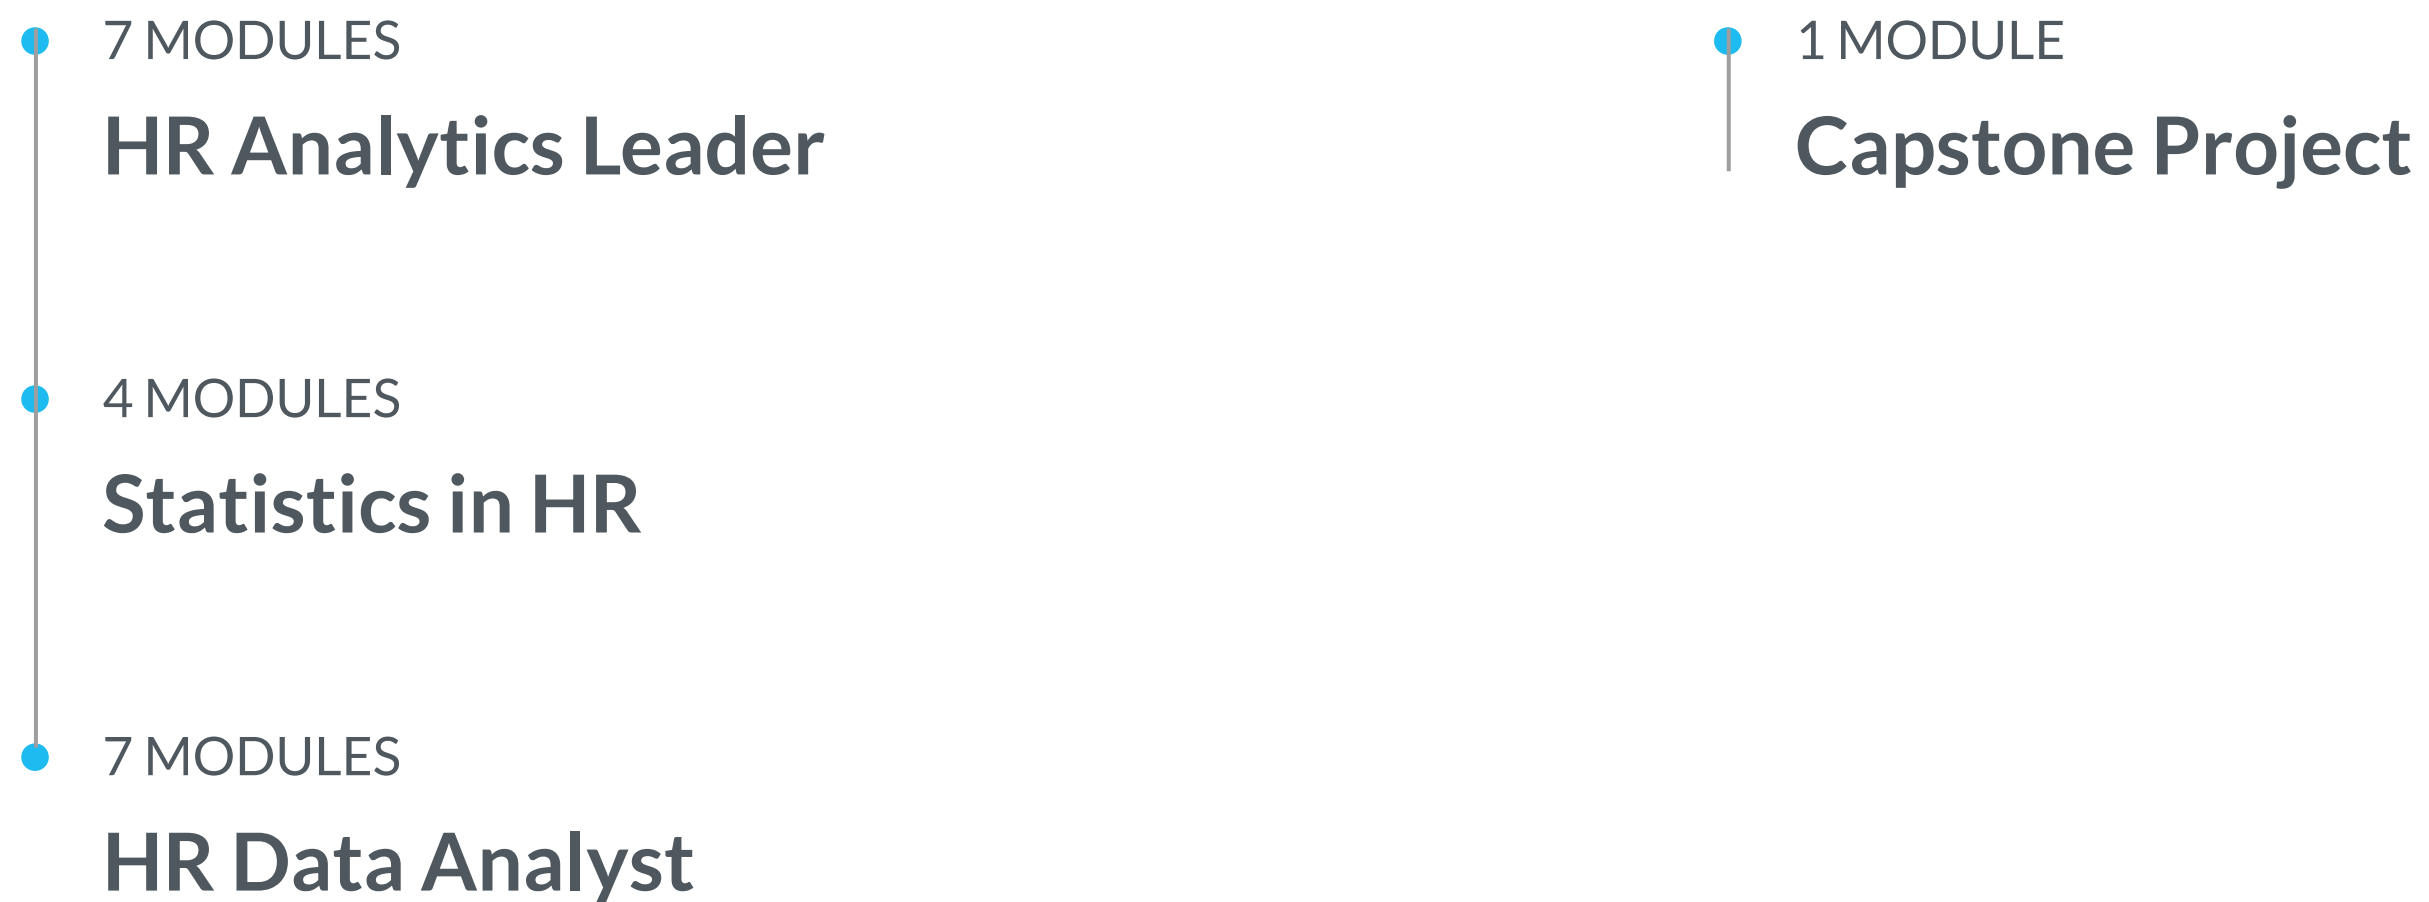 7 MODULES
HR Analytics Leader
4 MODULES
Statistics in HR
7 MODULES
HR Data Analyst
1 MODULE
Capstone Project